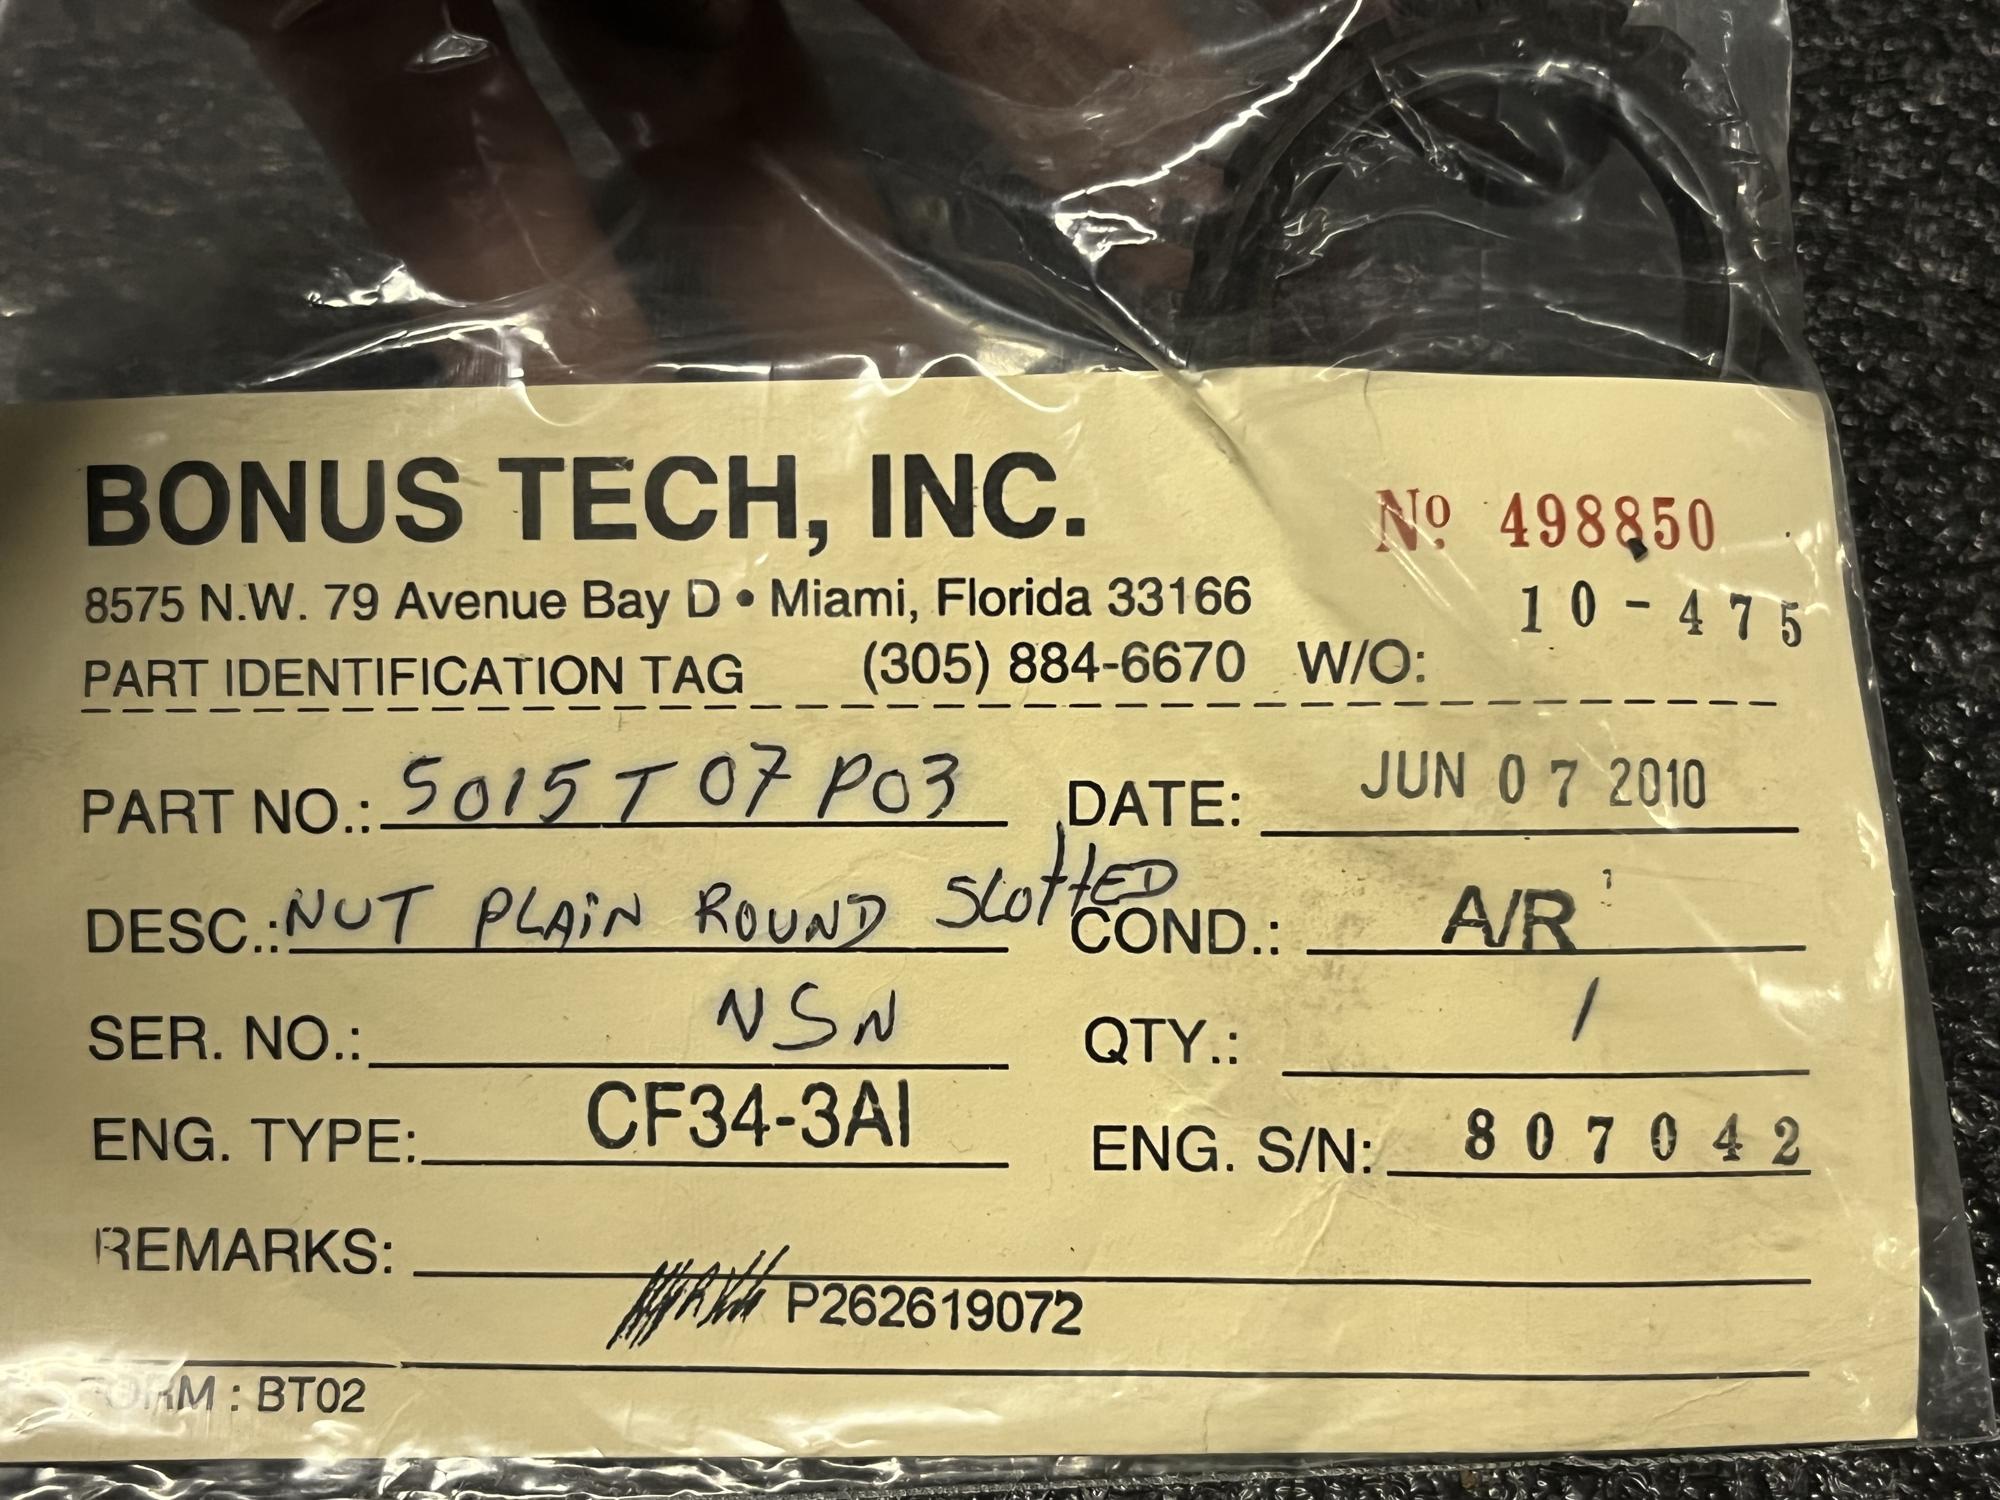 BONUS TECH, INC.
Nº 498850
8575 N.W. 79 Avenue Bay D • Miami, Florida 33166
10-475
PART IDENTIFICATION TAG (305) 884-6670 W/O:
PART NO.: 5015T07P03 DATE: JUN 07 2010
DESC.: NUT PLAIN ROUND SLOTTED COND.: A/R
SER. NO.: NSN QTY.: 1
ENG. TYPE: CF34-3A1 ENG. S/N: 807042
REMARKS:
P262619072
FORM : BT02